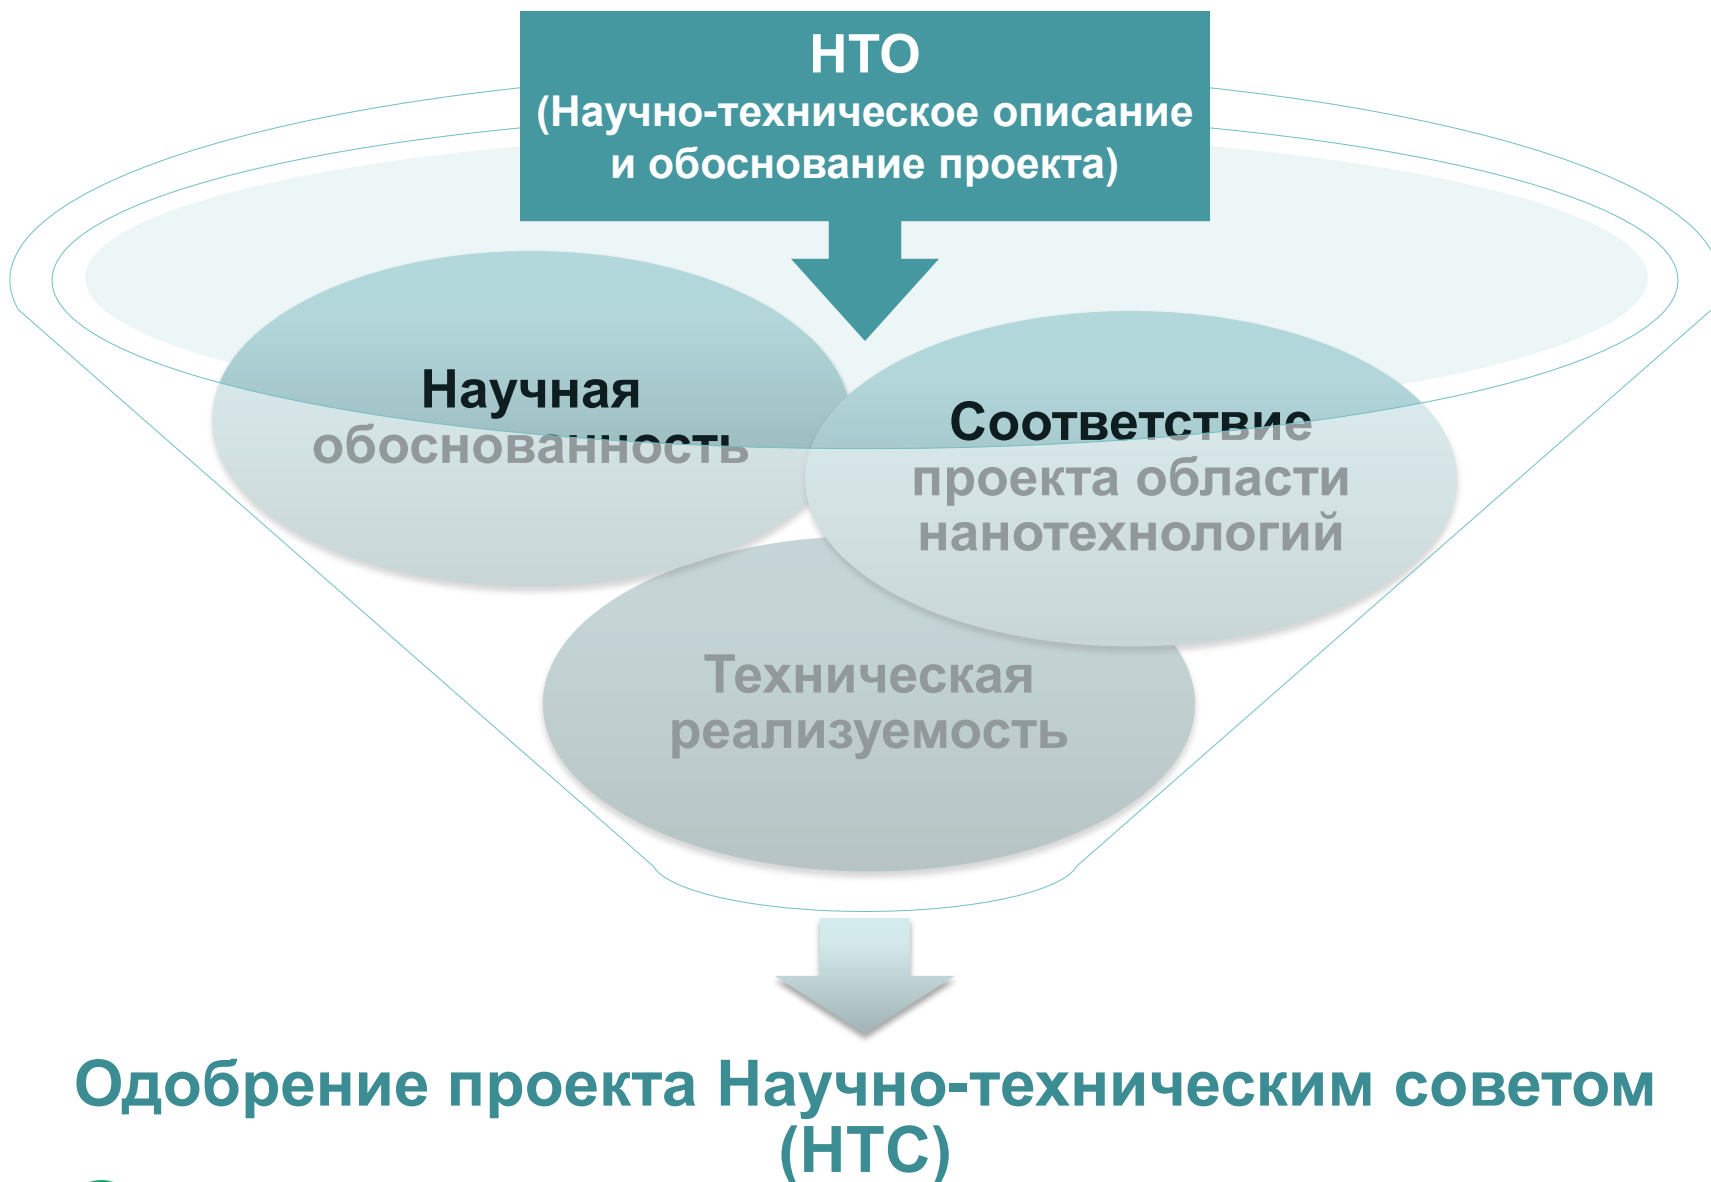 НТО
(Научно-техническое описание
и обоснование проекта)
Научная
обоснованность
Соответствие
проекта области
нанотехнологий
Техническая
реализуемость
Одобрение проекта Научно-техническим советом
(НТС)